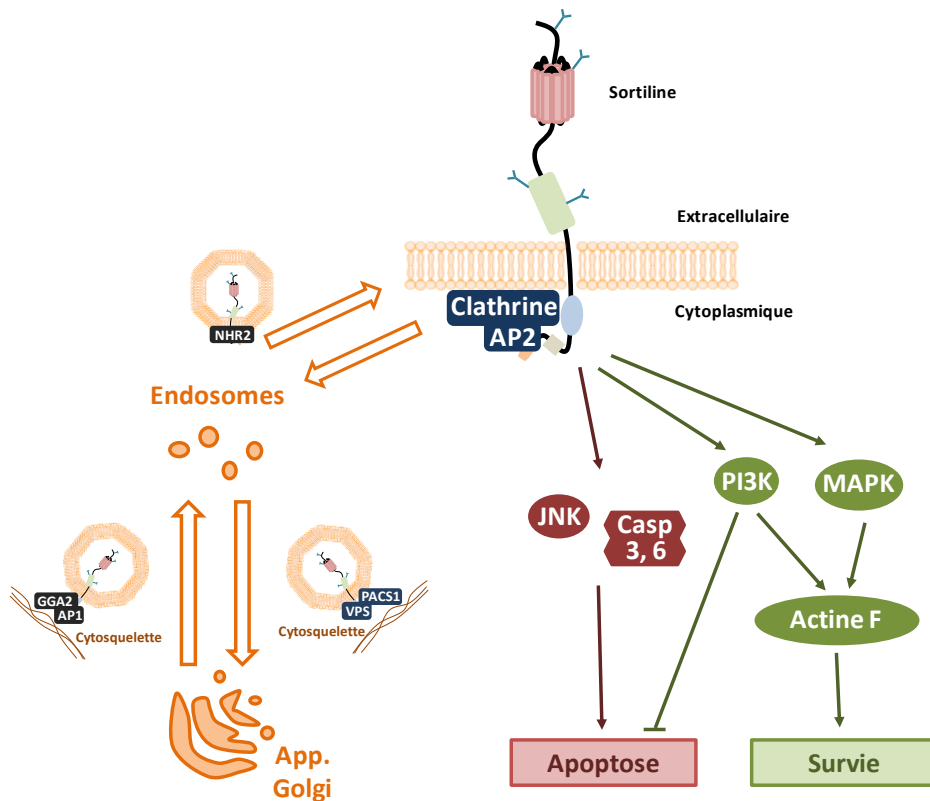 Sortiline
Extracellulaire
Cytoplasmique
Clathrine
AP2
NHR2
Endosomes
PI3K
MAPK
JNK
Casp
3, 6
GGA2
AP1
Cytosquelette
PACS1
VPS
Cytosquelette
Actine F
App.
Golgi
Apoptose
Survie